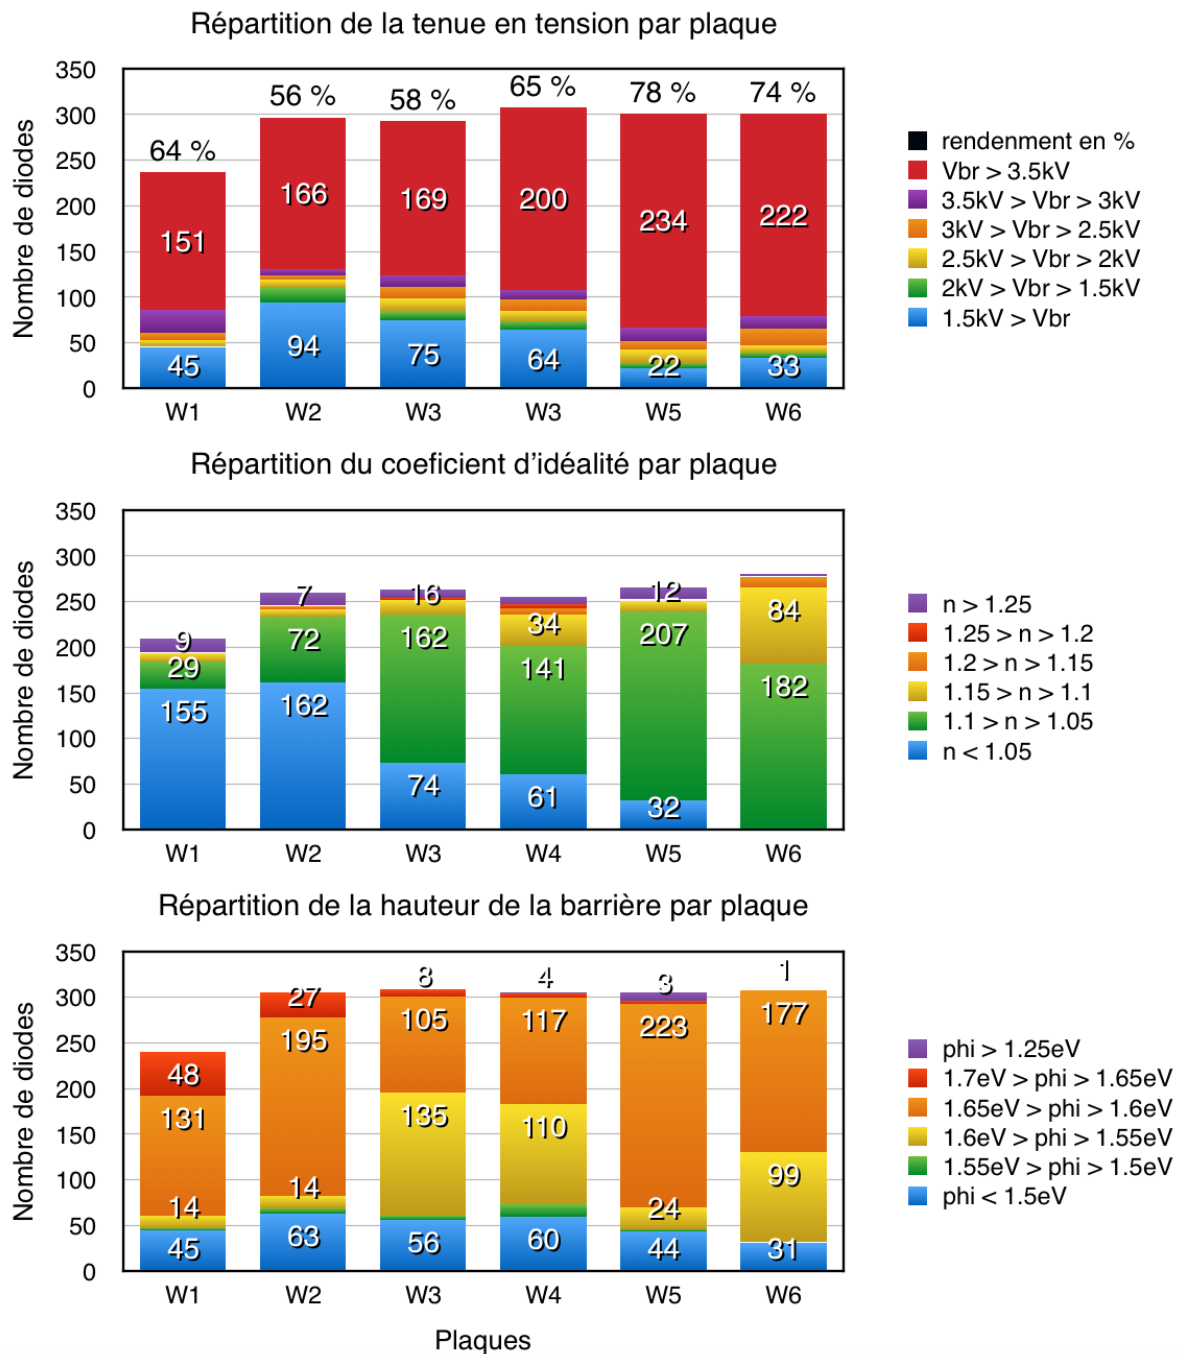 Répartition de la tenue en tension par plaque
Nombre de diodes
350
300
250
200
150
100
50
0
64 %
56 %
58 %
65 %
78 %
74 %
151
166
169
200
234
222
45
94
75
64
22
33
W1
W2
W3
W3
W5
W6
rendenment en %
Vbr > 3.5kV
3.5kV > Vbr > 3kV
3kV > Vbr > 2.5kV
2.5kV > Vbr > 2kV
2kV > Vbr > 1.5kV
1.5kV > Vbr
Répartition du coeficient d'idéalité par plaque
Nombre de diodes
350
300
250
200
150
100
50
0
9
7
16
34
12
84
29
72
162
141
207
182
155
162
74
61
32
W1
W2
W3
W4
W5
W6
n > 1.25
1.25 > n > 1.2
1.2 > n > 1.15
1.15 > n > 1.1
1.1 > n > 1.05
n < 1.05
Répartition de la hauteur de la barrière par plaque
Nombre de diodes
350
300
250
200
150
100
50
0
48
27
8
4
3
1
131
195
105
117
223
177
14
14
135
110
24
99
45
63
56
60
44
31
W1
W2
W3
W4
W5
W6
Plaques
phi > 1.25eV
1.7eV > phi > 1.65eV
1.65eV > phi > 1.6eV
1.6eV > phi > 1.55eV
1.55eV > phi > 1.5eV
phi < 1.5eV